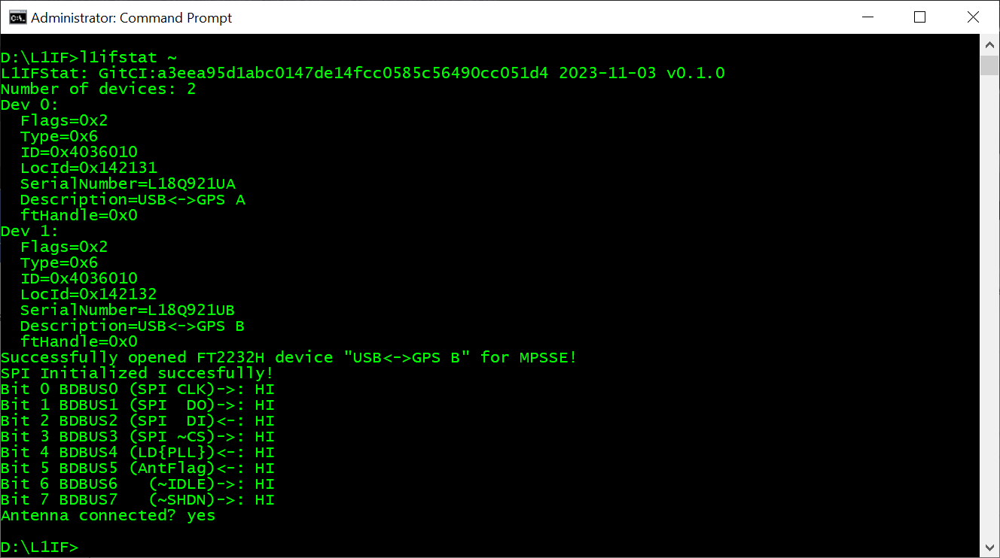 Administrator: Command Prompt
D:\L1IF>l1ifstat ~
L1IFStat: GitCI:a3eea95d1abc0147de14fcc0585c56490cc051d4 2023-11-03 v0.1.0
Number of devices: 2
Dev 0:
  Flags=0x2
  Type=0x6
  ID=0x4036010
  LocId=0x142131
  SerialNumber=L18Q921UA
  Description=USB<->GPS A
  ftHandle=0x0
Dev 1:
  Flags=0x2
  Type=0x6
  ID=0x4036010
  LocId=0x142132
  SerialNumber=L18Q921UB
  Description=USB<->GPS B
  ftHandle=0x0
Successfully opened FT2232H device "USB<->GPS B" for MPSSE!
SPI Initialized succesfully!
Bit 0 BDBUS0 (SPI CLK)->: HI
Bit 1 BDBUS1 (SPI  DO)->: HI
Bit 2 BDBUS2 (SPI  DI)<-: HI
Bit 3 BDBUS3 (SPI ~CS)->: HI
Bit 4 BDBUS4 (LD{PLL})<-: HI
Bit 5 BDBUS5 (AntFlag)<-: HI
Bit 6 BDBUS6   (~IDLE)->: HI
Bit 7 BDBUS7   (~SHDN)->: HI
Antenna connected? yes
D:\L1IF>